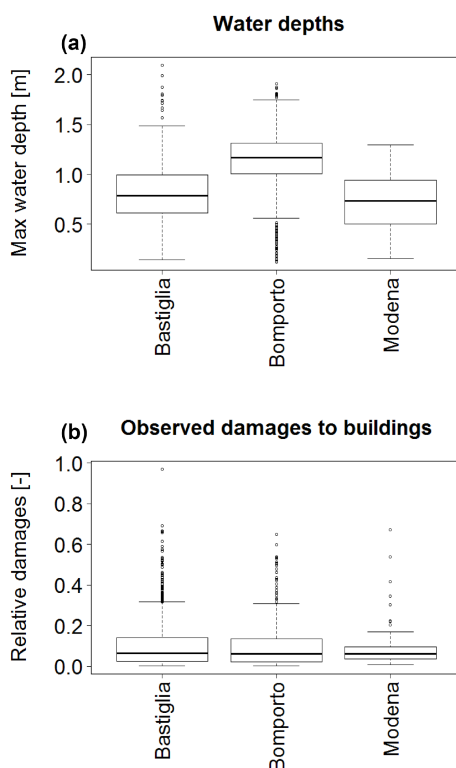 Water depths
(a)
Max water depth [m]
2.0
1.5
1.0
0.5
Bastiglia
Bomporto
Modena
(b)
Observed damages to buildings
Relative damages [-]
1.0
0.8
0.6
0.4
0.2
0.0
Bastiglia
Bomporto
Modena